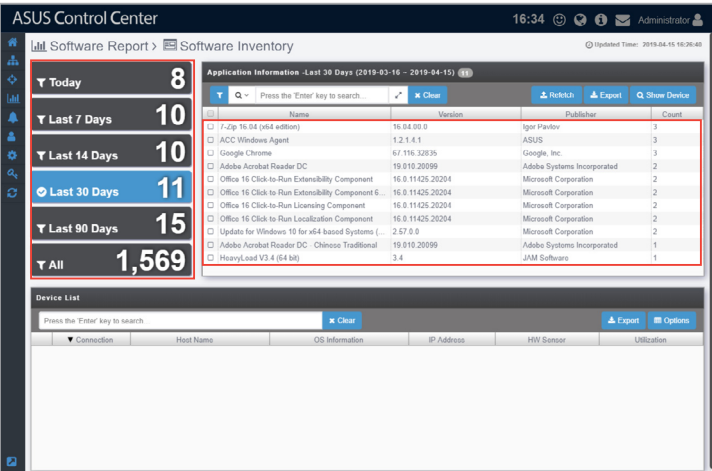 ASUS Control Center
16:34
Administrator
Software Report > Software Inventory
Updated Time: 2019-04-15 16:26:40
Today 8
Last 7 Days 10
Last 14 Days 10
Last 30 Days 11
Last 90 Days 15
All 1,569
Application Information -Last 30 Days (2019-03-16 ~ 2019-04-15) 11
Press the 'Enter' key to search... Clear Refetch Export Show Device
Name Version Publisher Count
7-Zip 16.04 (x64 edition) 16.04.00.0 Igor Pavlov 3
ACC Windows Agent 1.2.1.4.1 ASUS 3
Google Chrome 67.116.32835 Google, Inc. 3
Adobe Acrobat Reader DC 19.010.20099 Adobe Systems Incorporated 2
Office 16 Click-to-Run Extensibility Component 16.0.11425.20204 Microsoft Corporation 2
Office 16 Click-to-Run Extensibility Component 6... 16.0.11425.20204 Microsoft Corporation 2
Office 16 Click-to-Run Licensing Component 16.0.11425.20204 Microsoft Corporation 2
Office 16 Click-to-Run Localization Component 16.0.11425.20204 Microsoft Corporation 2
Update for Windows 10 for x64-based Systems (... 2.57.0.0 Microsoft Corporation 2
Adobe Acrobat Reader DC - Chinese Traditional 19.010.20099 Adobe Systems Incorporated 1
HeavyLoad V3.4 (64 bit) 3.4 JAM Software 1
Device List
Press the 'Enter' key to search... Clear Export Options
Connection Host Name OS Information IP Address HW Sensor Utilization